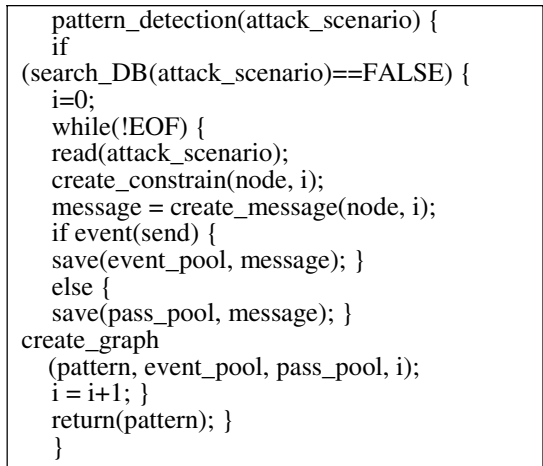 pattern_detection(attack_scenario) {
if
(search_DB(attack_scenario)==FALSE) {
i=0;
while(!EOF) {
read(attack_scenario);
create_constrain(node, i);
message = create_message(node, i);
if event(send) {
save(event_pool, message); }
else {
save(pass_pool, message); }
create_graph
(pattern, event_pool, pass_pool, i);
i = i+1; }
return(pattern); }
}